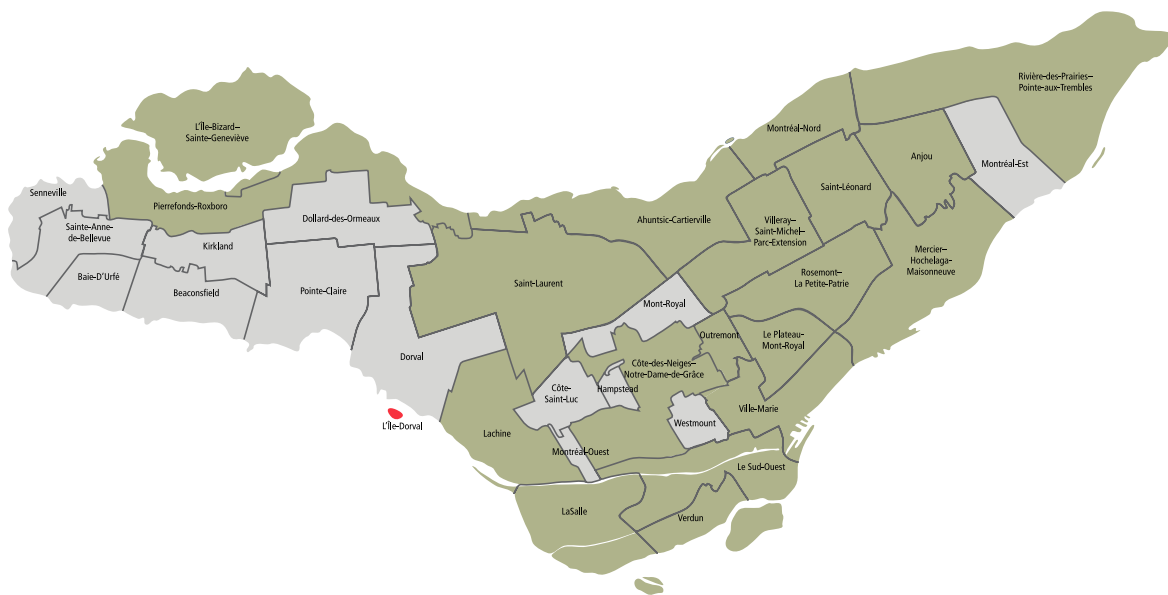 Rivière-des-Prairies–
Pointe-aux-Trembles
L'Île-Bizard–
Sainte-Geneviève
Montréal-Nord
Anjou
Montréal-Est
Saint-Léonard
Senneville
Pierrefonds-Roxboro
Dollard-des-Ormeaux
Ahuntsic-Cartierville
Villeray–
Saint-Michel–
Parc-Extension
Sainte-Anne-
de-Bellevue
Kirkland
Mercier–
Hochelaga-
Maisonneuve
Baie-D'Urfé
Beaconsfield
Pointe-Claire
Saint-Laurent
Rosemont–
La Petite-Patrie
Mont-Royal
Dorval
Outremont
Le Plateau-
Mont-Royal
Côte-des-Neiges–
Notre-Dame-de-Grâce
Côte-
Saint-Luc
Hampstead
L'Île-Dorval
Westmount
Ville-Marie
Lachine
Montréal-Ouest
Le Sud-Ouest
LaSalle
Verdun